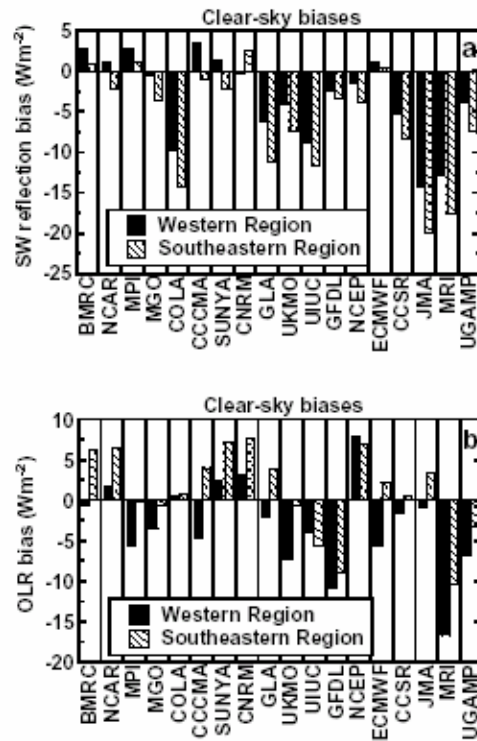 Clear-sky biases
SW reflection bias (Wm-2)
5
0
-5
-10
-15
-20
-25
a
Western Region
Southeastern Region
BMRC
NCAR
MPI
MGO
COLA
CCCMA
SUNYA
CNRM
GLA
UKMO
UIUC
GFDL
NCEP
ECMWF
CCSR
JMA
MRI
UGAMP
Clear-sky biases
OLR bias (Wm-2)
10
5
0
-5
-10
-15
-20
b
Western Region
Southeastern Region
BMRC
NCAR
MPI
MGO
COLA
CCCMA
SUNYA
CNRM
GLA
UKMO
UIUC
GFDL
NCEP
ECMWF
CCSR
JMA
MRI
UGAMP